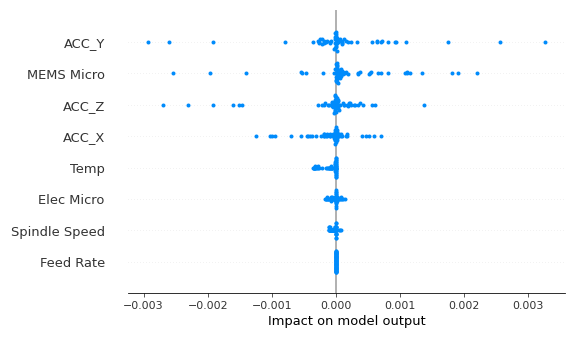 ACC_Y
MEMS Micro
ACC_Z
ACC_X
Temp
Elec Micro
Spindle Speed
Feed Rate
−0.003 −0.002 −0.001 0.000 0.001 0.002 0.003
Impact on model output